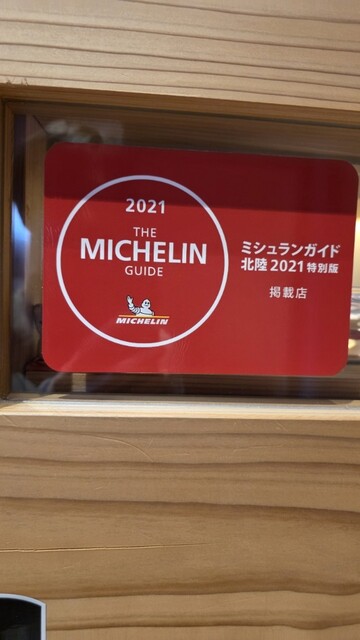 2021
THE
MICHELIN
GUIDE
MICHELIN
ミシュランガイド
北陸 2021 特別版
掲載店